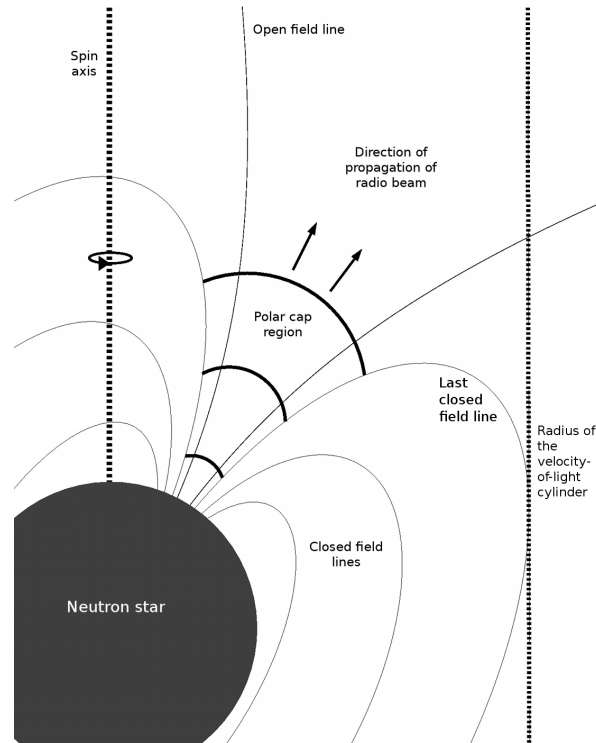 Open field line
Spin
axis
Direction of
propagation of
radio beam
Polar cap
region
Last
closed
field line
Radius of
the
velocity-
of-light
cylinder
Closed field
lines
Neutron star